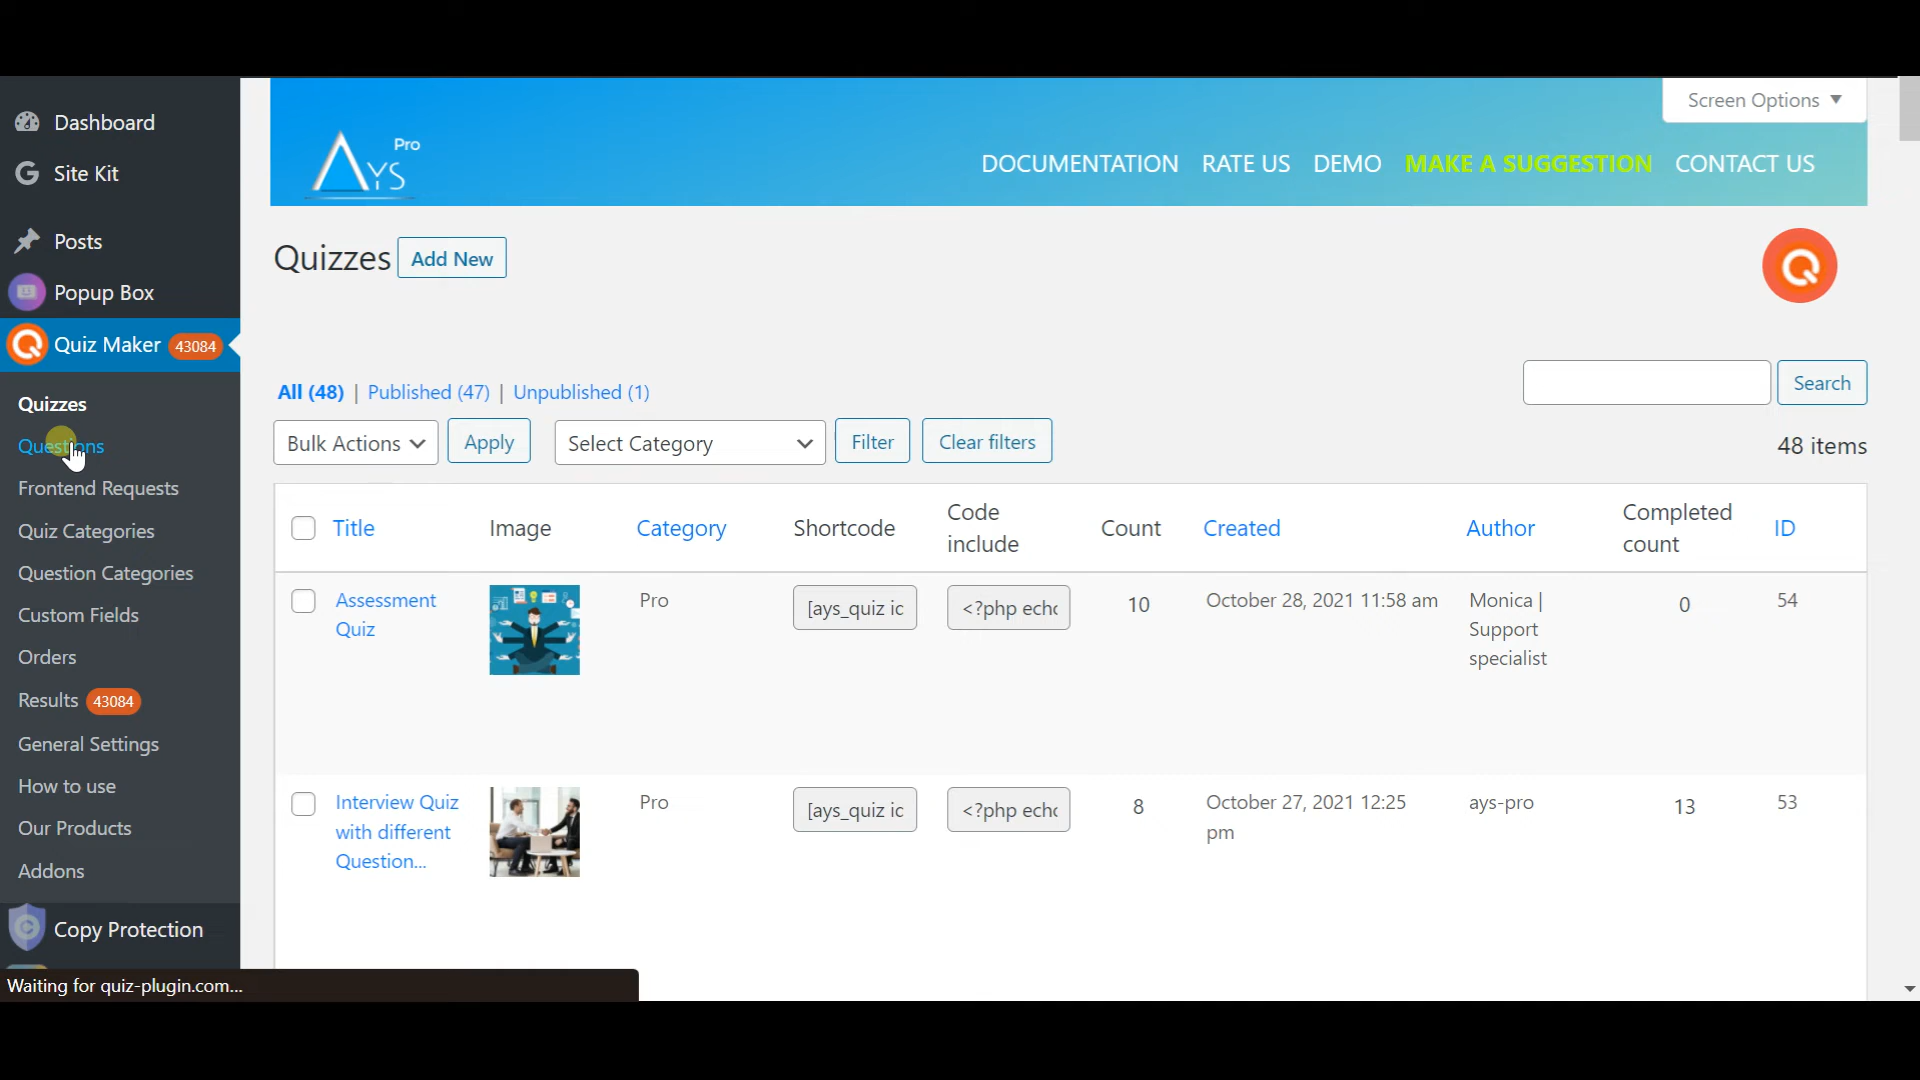 Screen Options
Dashboard
Site Kit
Posts
Popup Box
Quiz Maker 43084
Quizzes
Questions
Frontend Requests
Quiz Categories
Question Categories
Custom Fields
Orders
Results 43084
General Settings
How to use
Our Products
Addons
Copy Protection
Waiting for quiz-plugin.com...
AYS Pro
DOCUMENTATION RATE US DEMO MAKE A SUGGESTION CONTACT US
Quizzes Add New
Search
All (48) | Published (47) | Unpublished (1)
Bulk Actions Apply Select Category Filter Clear filters 48 items
Title Image Category Shortcode Code include Count Created Author Completed count ID
Assessment Quiz
Pro
[ays_quiz ic
<?php echc
10
October 28, 2021 11:58 am
Monica |
Support
specialist
0
54
Interview Quiz
with different
Question...
Pro
[ays_quiz ic
<?php echc
8
October 27, 2021 12:25
pm
ays-pro
13
53